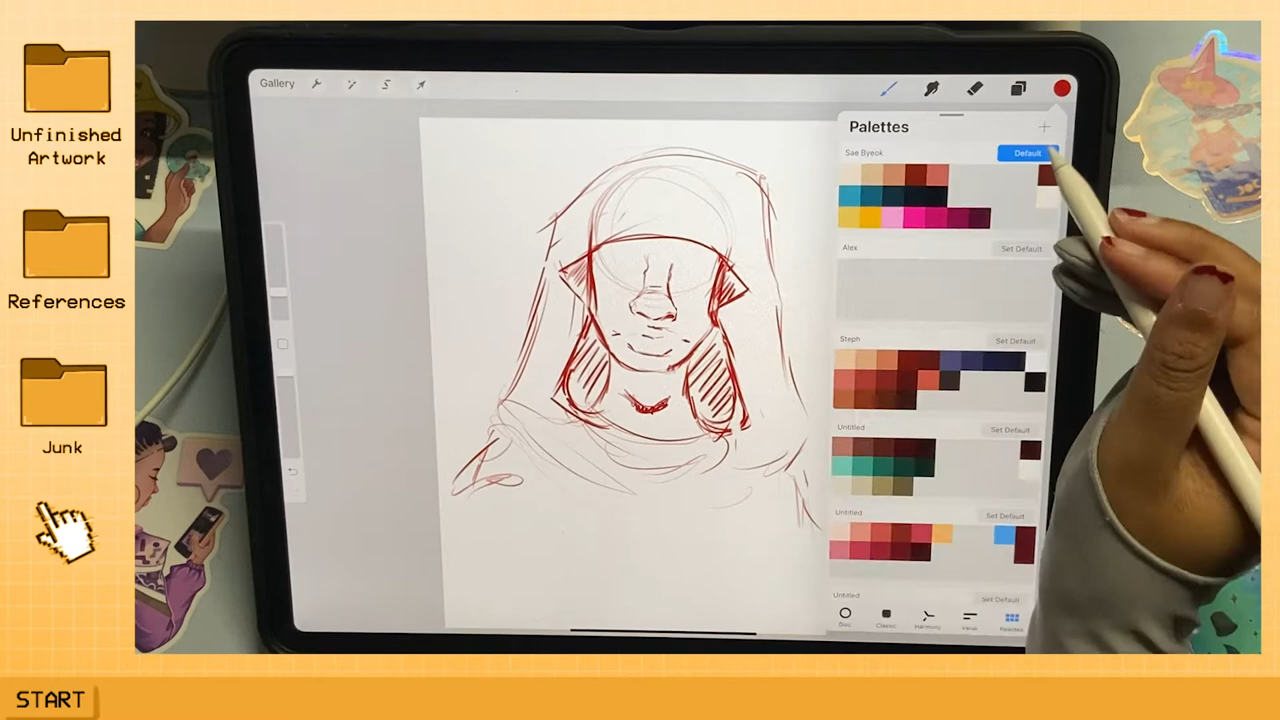 Unfinished
Artwork
References
Junk
START
Gallery
S
Palettes
Sae Byeok
Default
Alex
Set Default
Steph
Set Default
Untitled
Set Default
Untitled
Set Default
Untitled
Set Default
Disc
Classic
Harmony
Value
Palettes